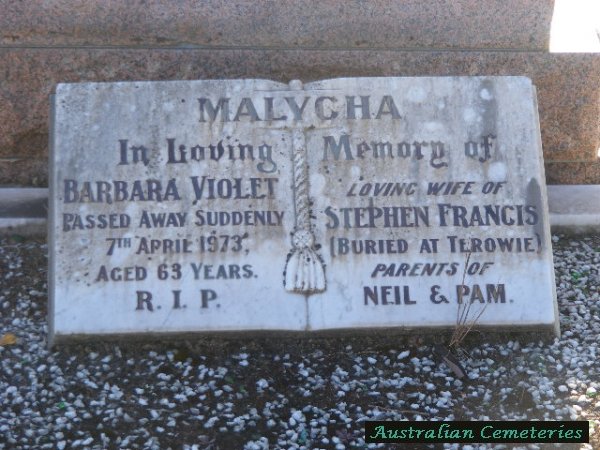 MALYCHA
In Loving Memory of
BARBARA VIOLET
PASSED AWAY SUDDENLY
7TH APRIL 1973,
AGED 63 YEARS.
R. I. P.
LOVING WIFE OF
STEPHEN FRANCIS
(BURIED AT TEROWIE)
PARENTS OF
NEIL & PAM.
Australian Cemeteries